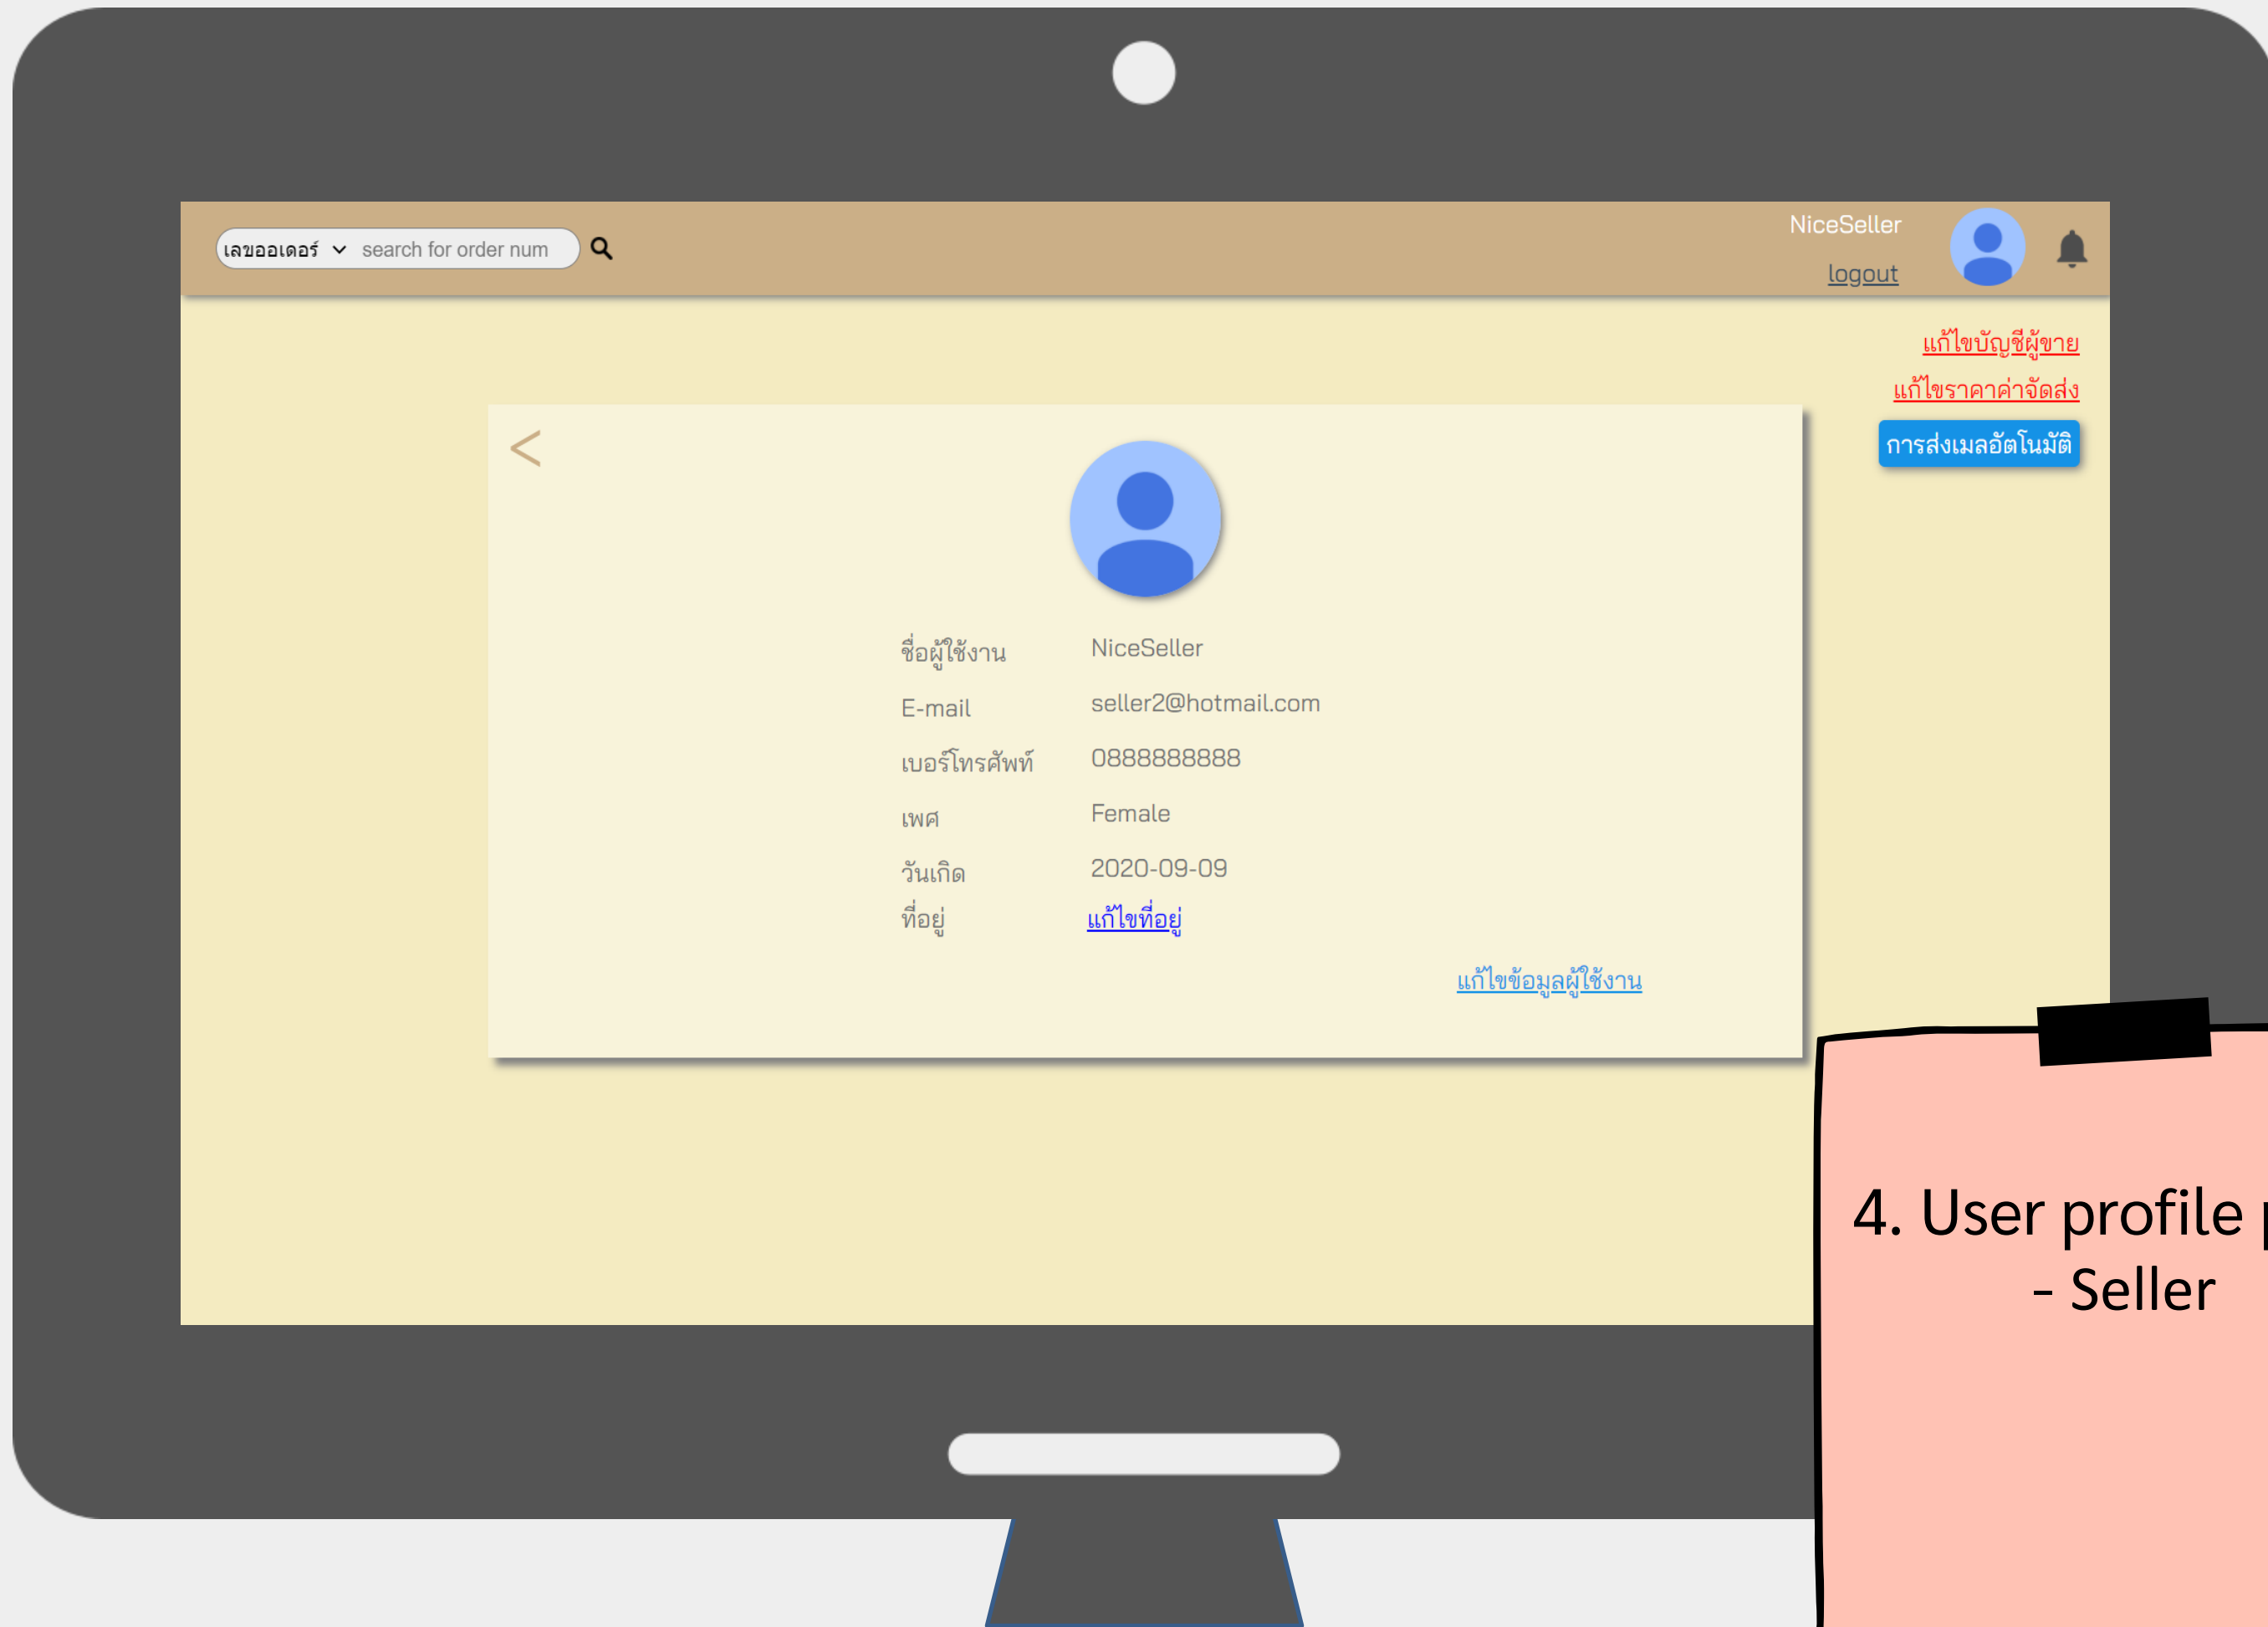 เลขออเดอร์ search for order num
NiceSeller
logout
แก้ไขบัญชีผู้ขาย
แก้ไขราคาค่าจัดส่ง
การส่งเมลอัตโนมัติ
<
ชื่อผู้ใช้งาน NiceSeller
E-mail seller2@hotmail.com
เบอร์โทรศัพท์ 0888888888
เพศ Female
วันเกิด 2020-09-09
ที่อยู่ แก้ไขที่อยู่
แก้ไขข้อมูลผู้ใช้งาน
4. User profile
- Seller